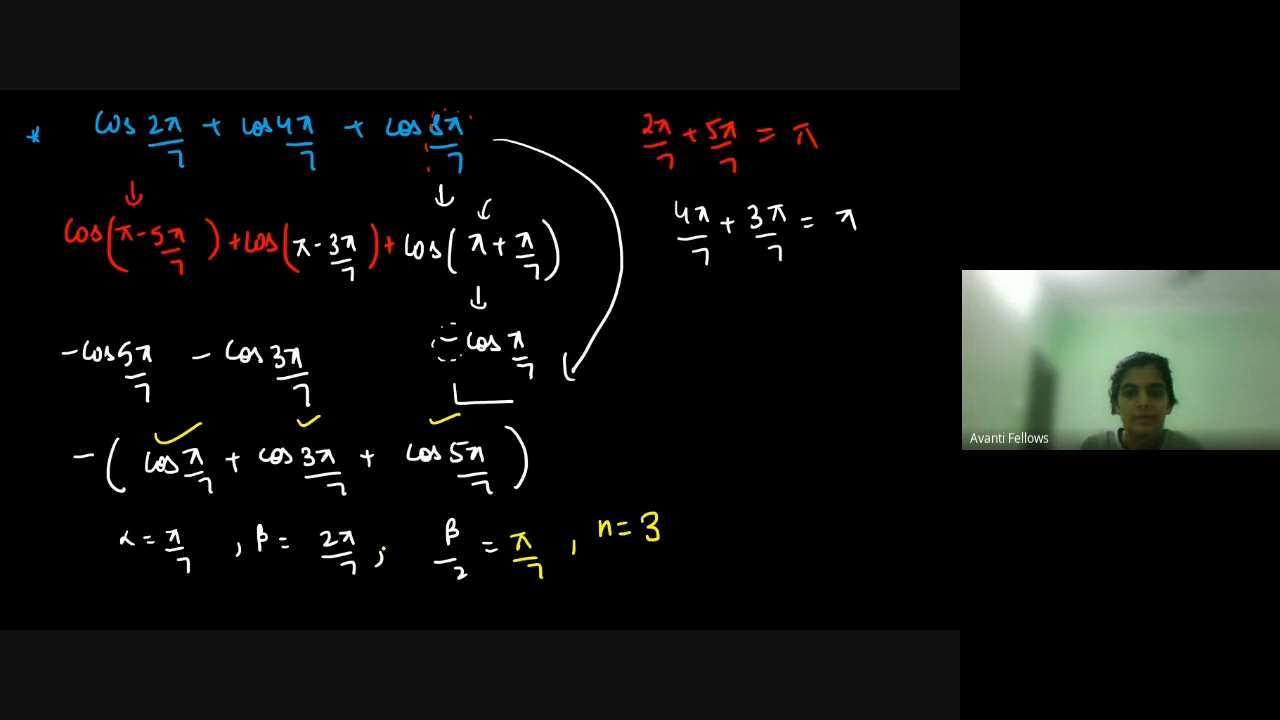 * cos 2π/7 + cos 4π/7 + cos 8π/7
2π/7 + 5π/7 = π
4π/7 + 3π/7 = π
↓ ↓
cos(π - 5π/7) + cos(π - 3π/7) + cos(π + π/7)
↓
-cos 5π/7 - cos 3π/7 - cos π/7
-(cos π/7 + cos 3π/7 + cos 5π/7)
α = π/7 , β = 2π/7 ; β/2 = π/7 , n = 3
Avanti Fellows